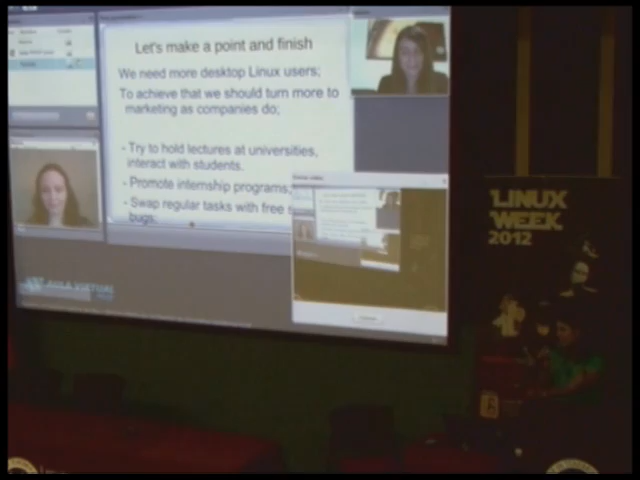 Let's make a point and finish
We need more desktop Linux users;
To achieve that we should turn more to
marketing as companies do;
- Try to hold lectures at universities,
interact with students.
- Promote internship programs;
- Swap regular tasks with free
bugs;
AULA VIRTUAL
LINUX
WEEK
2012